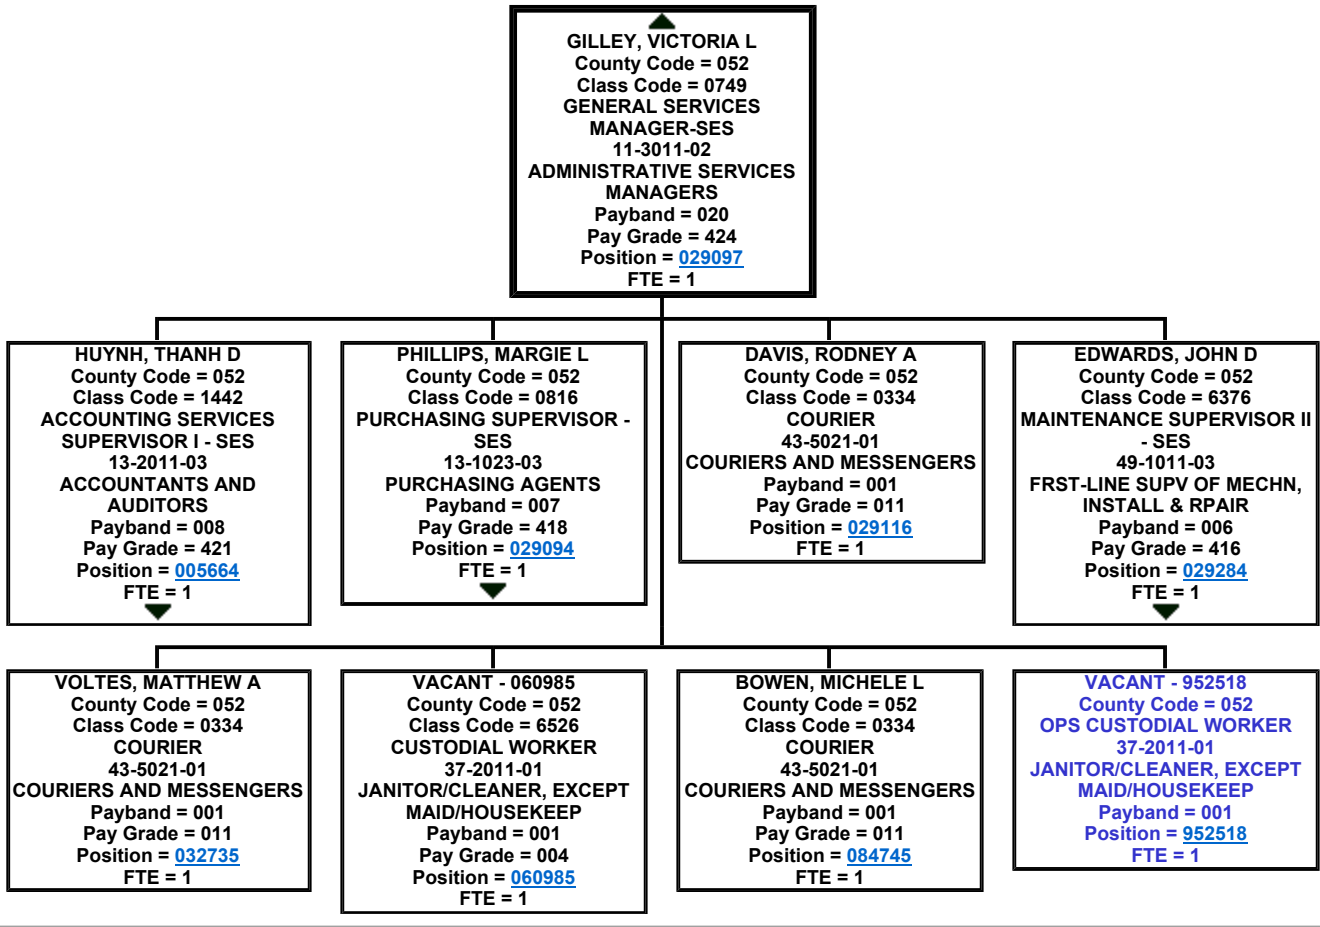 GILLEY, VICTORIA L
County Code = 052
Class Code = 0749
GENERAL SERVICES
MANAGER-SES
11-3011-02
ADMINISTRATIVE SERVICES
MANAGERS
Payband = 020
Pay Grade = 424
Position = 029097
FTE = 1
HUYNH, THANH D
County Code = 052
Class Code = 1442
ACCOUNTING SERVICES
SUPERVISOR I - SES
13-2011-03
ACCOUNTANTS AND
AUDITORS
Payband = 008
Pay Grade = 421
Position = 005664
FTE = 1
PHILLIPS, MARGIE L
County Code = 052
Class Code = 0816
PURCHASING SUPERVISOR -
SES
13-1023-03
PURCHASING AGENTS
Payband = 007
Pay Grade = 418
Position = 029094
FTE = 1
DAVIS, RODNEY A
County Code = 052
Class Code = 0334
COURIER
43-5021-01
COURIERS AND MESSENGERS
Payband = 001
Pay Grade = 011
Position = 029116
FTE = 1
EDWARDS, JOHN D
County Code = 052
Class Code = 6376
MAINTENANCE SUPERVISOR II
- SES
49-1011-03
FRST-LINE SUPV OF MECHN,
INSTALL & RPAIR
Payband = 006
Pay Grade = 416
Position = 029284
FTE = 1
VOLTES, MATTHEW A
County Code = 052
Class Code = 0334
COURIER
43-5021-01
COURIERS AND MESSENGERS
Payband = 001
Pay Grade = 011
Position = 032735
FTE = 1
VACANT - 060985
County Code = 052
Class Code = 6526
CUSTODIAL WORKER
37-2011-01
JANITOR/CLEANER, EXCEPT
MAID/HOUSEKEEP
Payband = 001
Pay Grade = 004
Position = 060985
FTE = 1
BOWEN, MICHELE L
County Code = 052
Class Code = 0334
COURIER
43-5021-01
COURIERS AND MESSENGERS
Payband = 001
Pay Grade = 011
Position = 084745
FTE = 1
VACANT - 952518
County Code = 052
OPS CUSTODIAL WORKER
37-2011-01
JANITOR/CLEANER, EXCEPT
MAID/HOUSEKEEP
Payband = 001
Position = 952518
FTE = 1